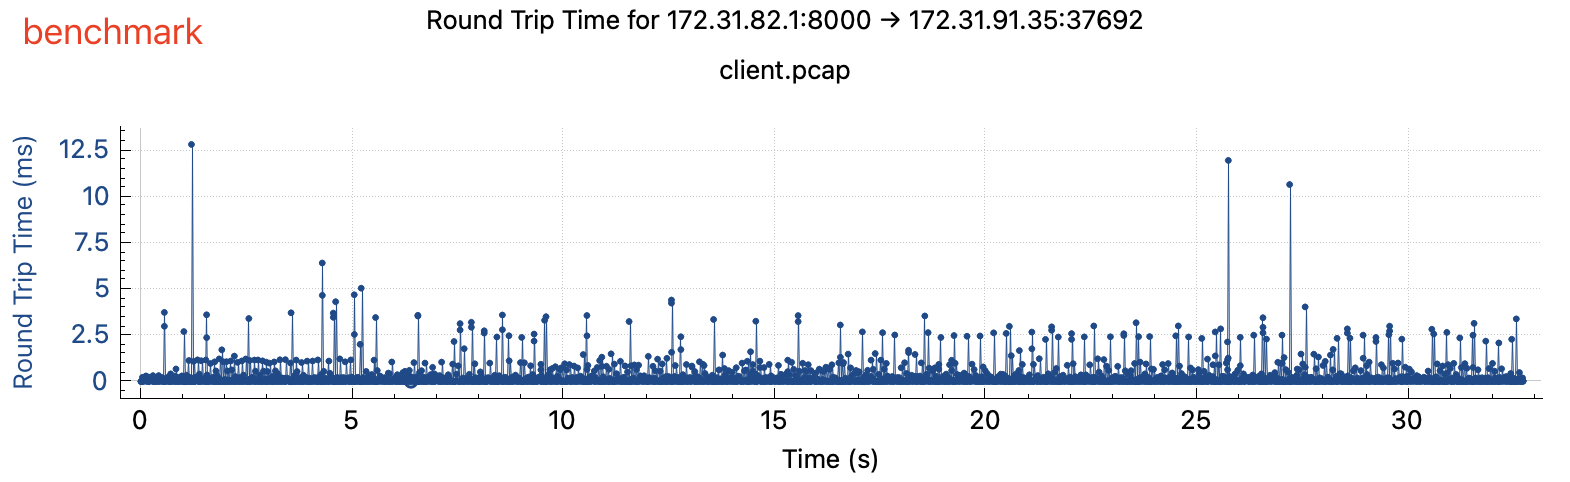 benchmark
Round Trip Time for 172.31.82.1:8000 → 172.31.91.35:37692
client.pcap
Round Trip Time (ms)
12.5
10
7.5
5
2.5
0
0 5 10 15 20 25 30
Time (s)